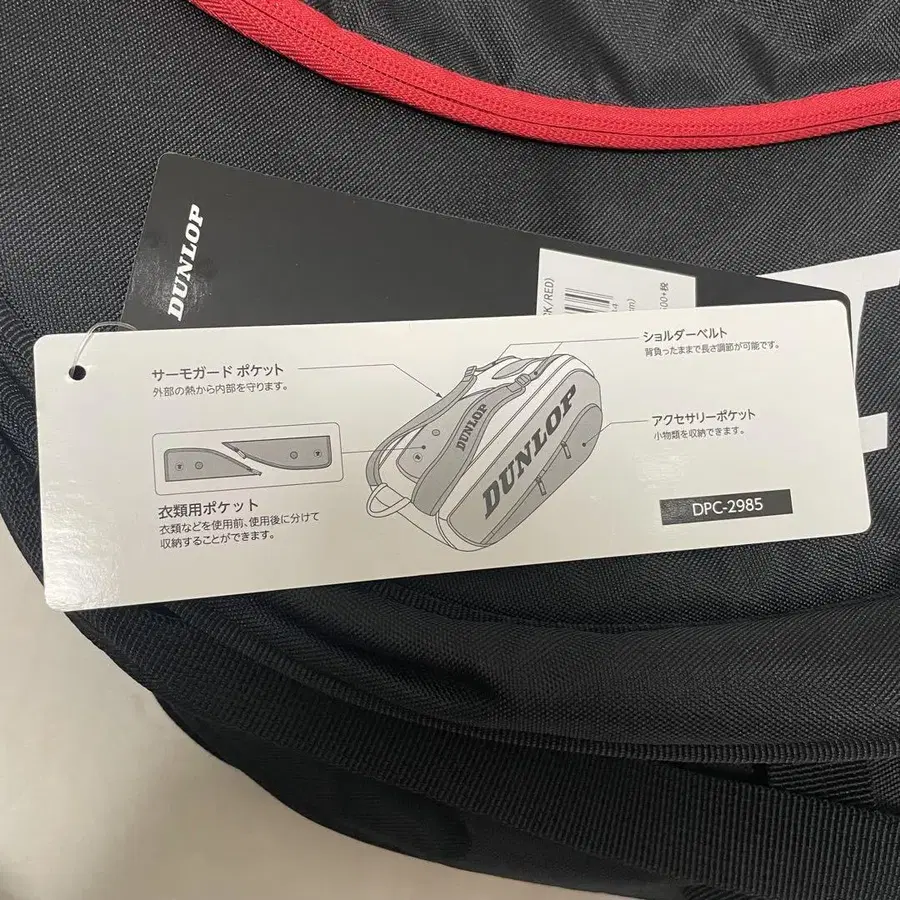 DUNLOP
CK/RED)
00+税
サーモガード ポケット
外部の熱から内部を守ります。
ショルダーベルト
背負ったままで長さ調節が可能です。
アクセサリーポケット
小物類を収納できます。
DUNLOP
DUNLOP
衣類用ポケット
衣類などを使用前、使用後に分けて
収納することができます。
DPC-2985